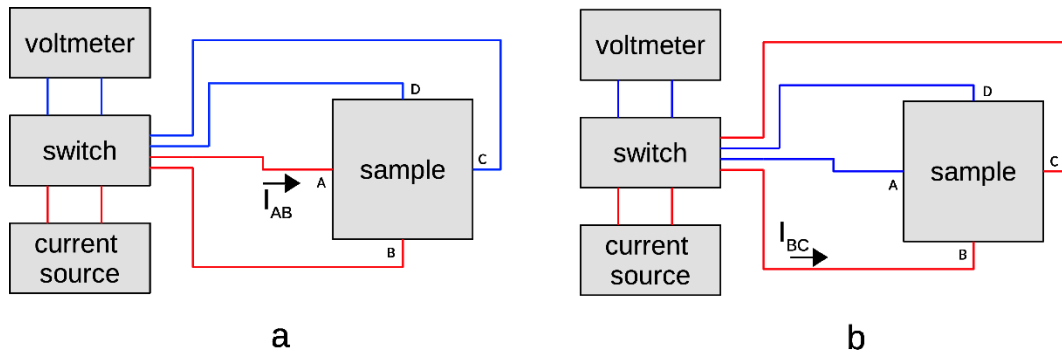 voltmeter
switch
current
source
sample
A
B
C
D
I AB
a
voltmeter
switch
current
source
sample
A
B
C
D
I BC
b